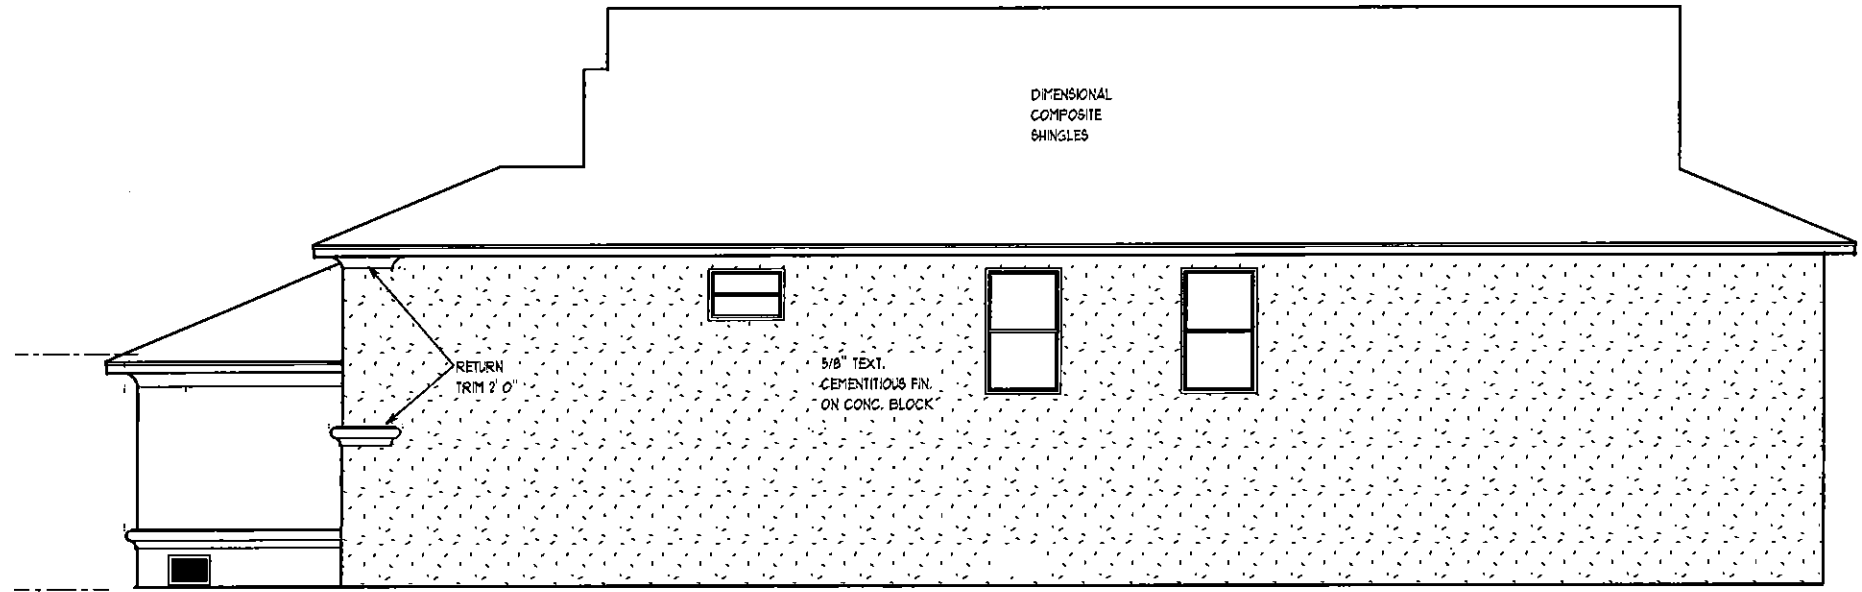 DIMENSIONAL
COMPOSITE
SHINGLES
RETURN
TRIM 2' 0"
5/8" TEXT.
CEMENTITIOUS FIN.
ON CONC. BLOCK